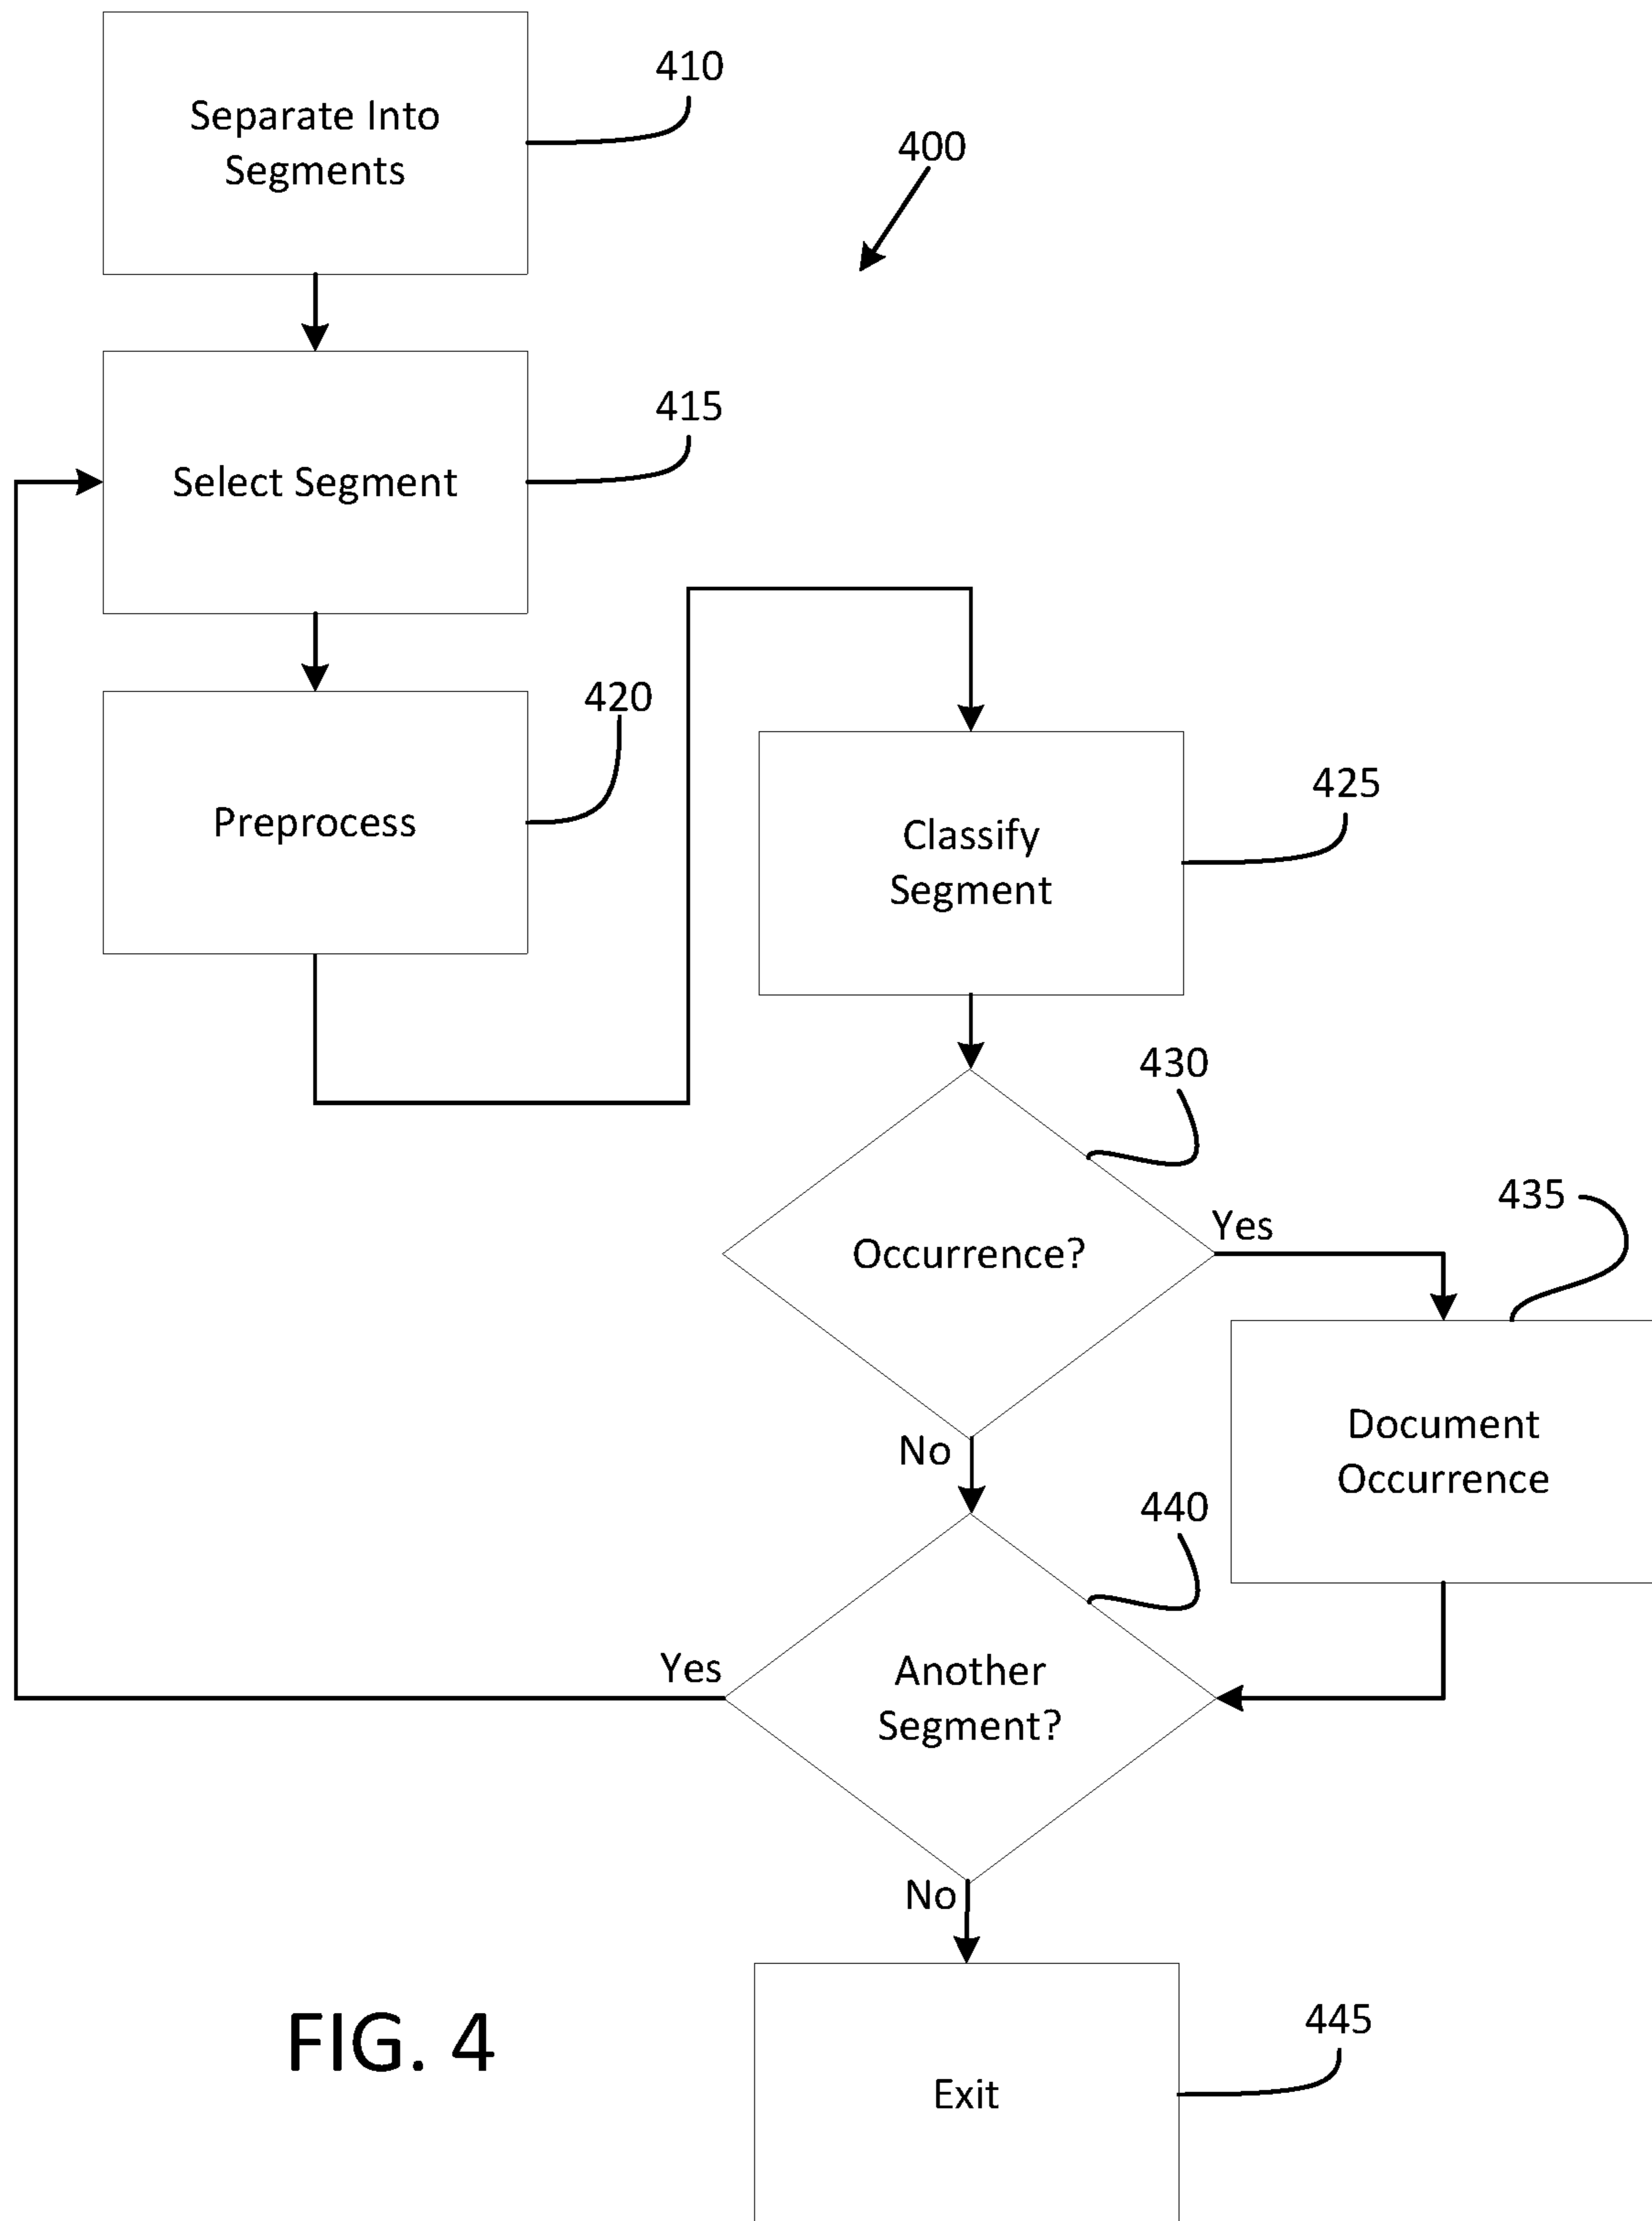 410
Separate Into
Segments
400
415
Select Segment
420
Preprocess
425
Classify
Segment
430
Occurrence?
Yes
435
No
Document
Occurrence
440
Yes
Another
Segment?
No
FIG. 4
445
Exit